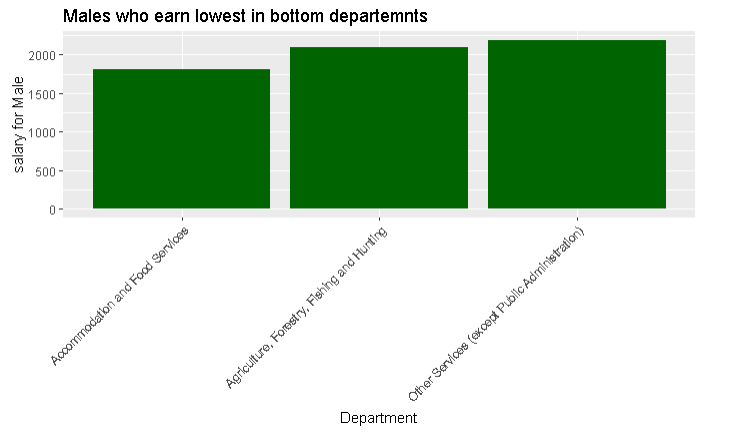 Males who earn lowest in bottom departemnts
salary for Male
2000
1500
1000
500
0
Accommodation and Food Services
Agriculture, Forestry, Fishing and Hunting
Other Services (except Public Administration)
Department